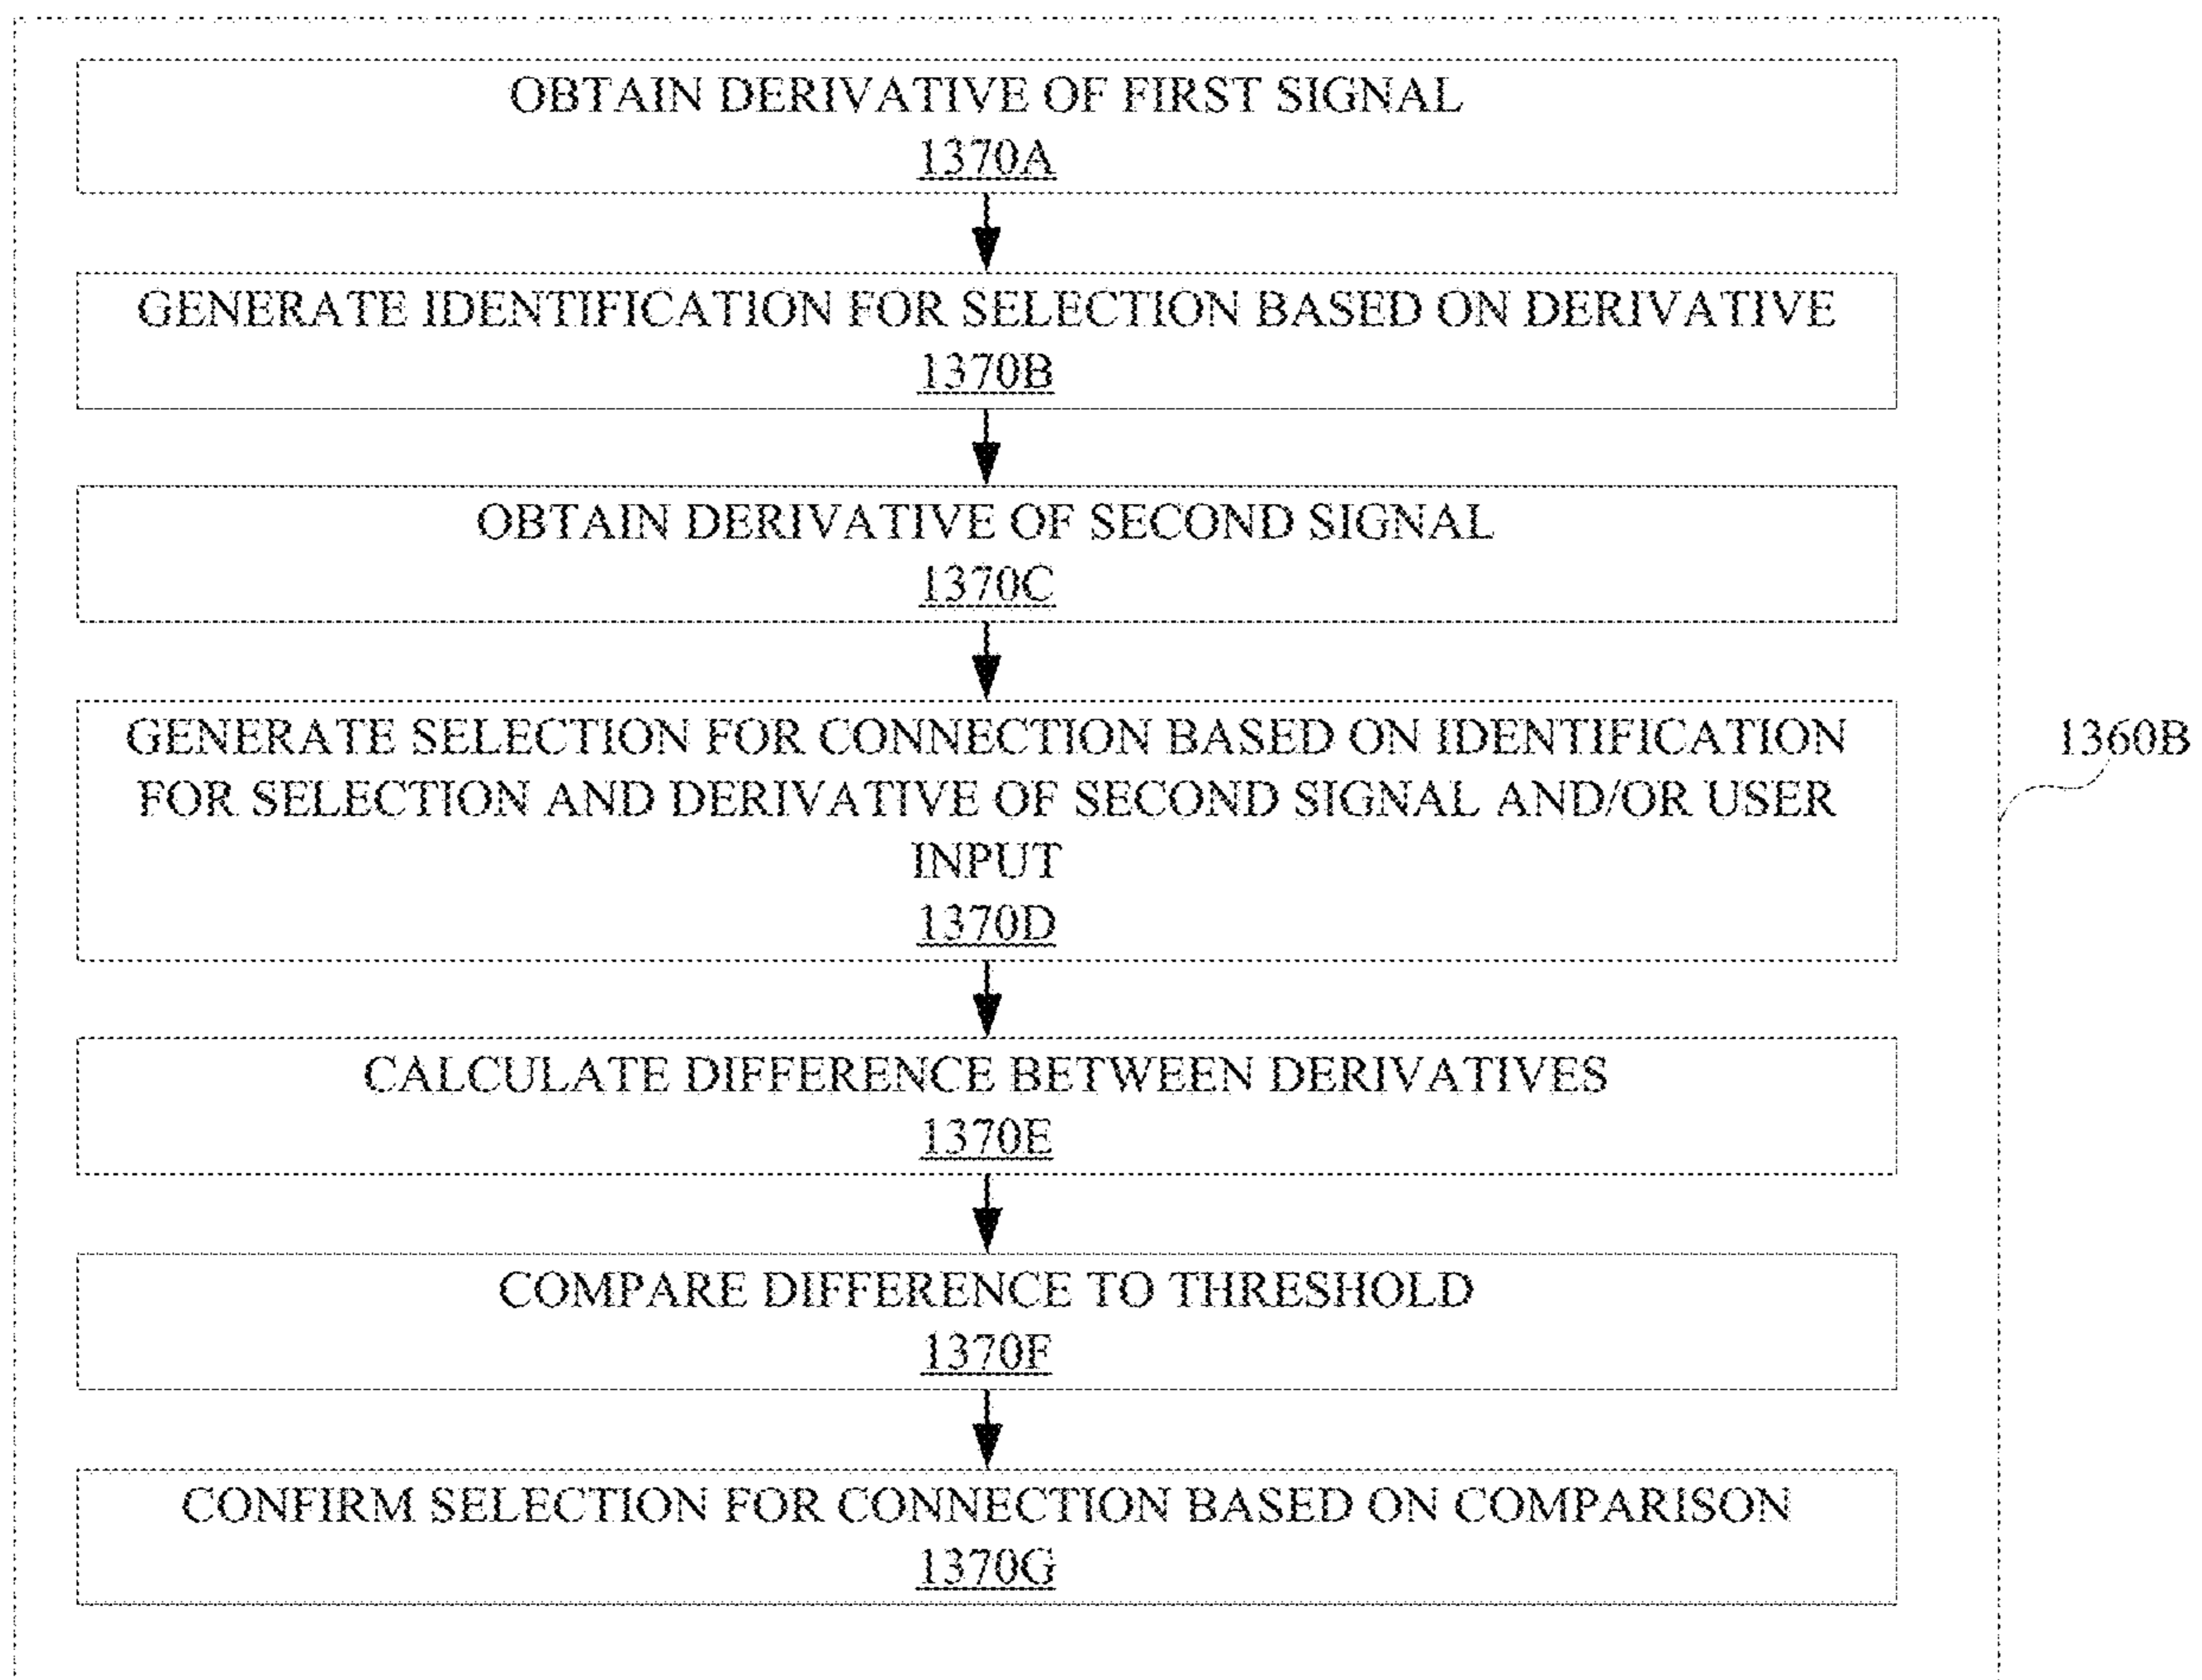 OBTAIN DERIVATIVE OF FIRST SIGNAL
1370A
GENERATE IDENTIFICATION FOR SELECTION BASED ON DERIVATIVE
1370B
OBTAIN DERIVATIVE OF SECOND SIGNAL
1370C
GENERATE SELECTION FOR CONNECTION BASED ON IDENTIFICATION
FOR SELECTION AND DERIVATIVE OF SECOND SIGNAL AND/OR USER
INPUT
1370D
1360B
CALCULATE DIFFERENCE BETWEEN DERIVATIVES
1370E
COMPARE DIFFERENCE TO THRESHOLD
1370F
CONFIRM SELECTION FOR CONNECTION BASED ON COMPARISON
1370G